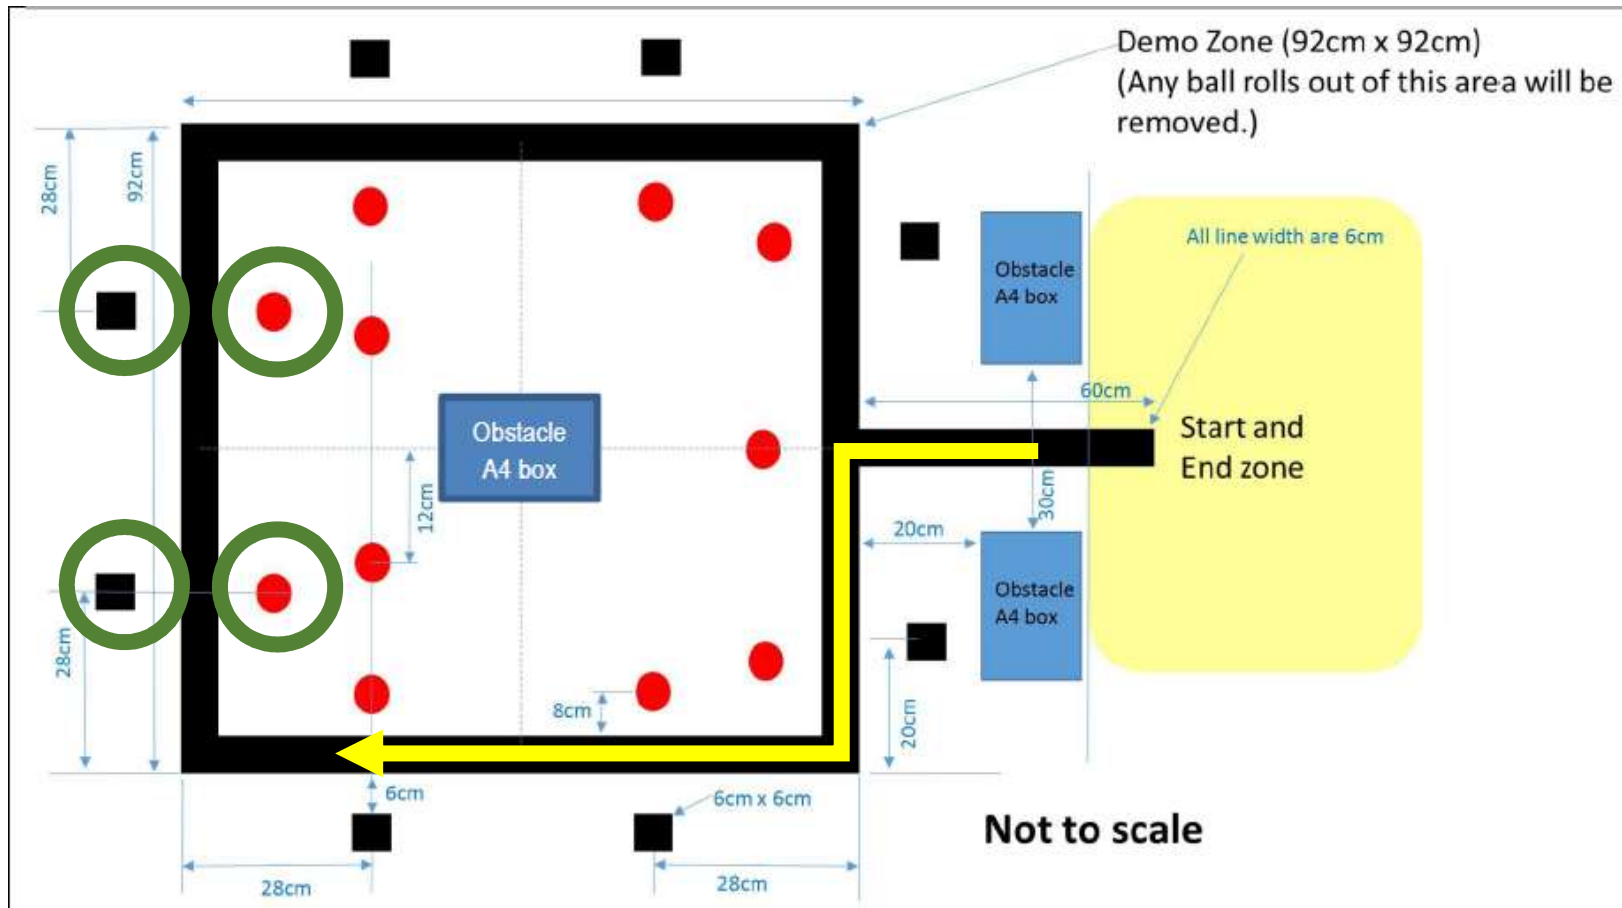 Demo Zone (92cm x 92cm)
(Any ball rolls out of this area will be
removed.)
28cm
92cm
All line width are 6cm
Obstacle
A4 box
60cm
Obstacle
A4 box
Start and
End zone
12cm
30cm
20cm
Obstacle
A4 box
28cm
8cm
20cm
6cm
6cm x 6cm
Not to scale
28cm
28cm